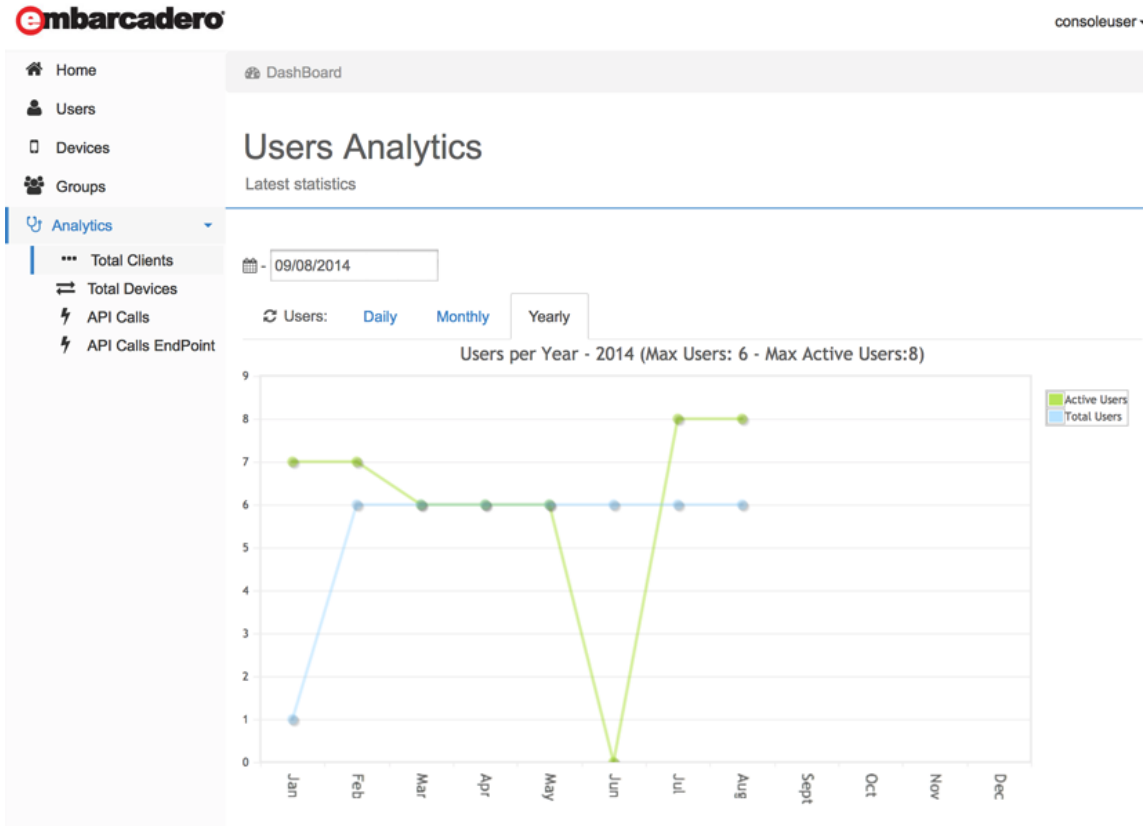 embarcadero
consoleuser
Home
Users
Devices
Groups
Analytics
Total Clients
Total Devices
API Calls
API Calls EndPoint
DashBoard
Users Analytics
Latest statistics
- 09/08/2014
Users: Daily Monthly Yearly
Users per Year - 2014 (Max Users: 6 - Max Active Users:8)
9
8
7
6
5
4
3
2
1
0
Jan Feb Mar Apr May Jun Jul Aug Sept Oct Nov Dec
Active Users
Total Users